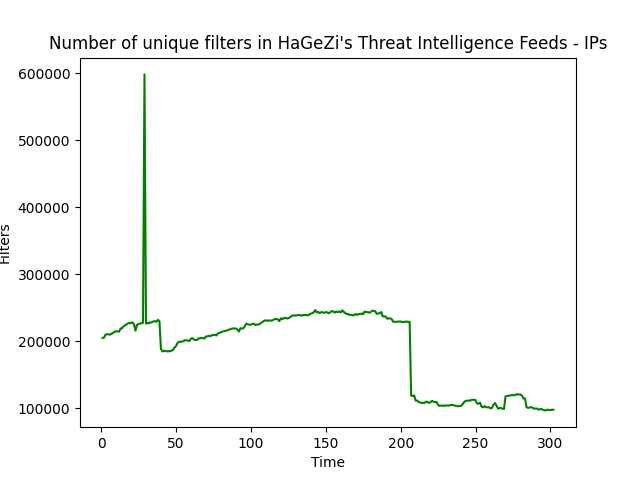 Number of unique filters in HaGeZi's Threat Intelligence Feeds - IPs
600000
500000
400000
300000
200000
100000
Filters
0 50 100 150 200 250 300
Time